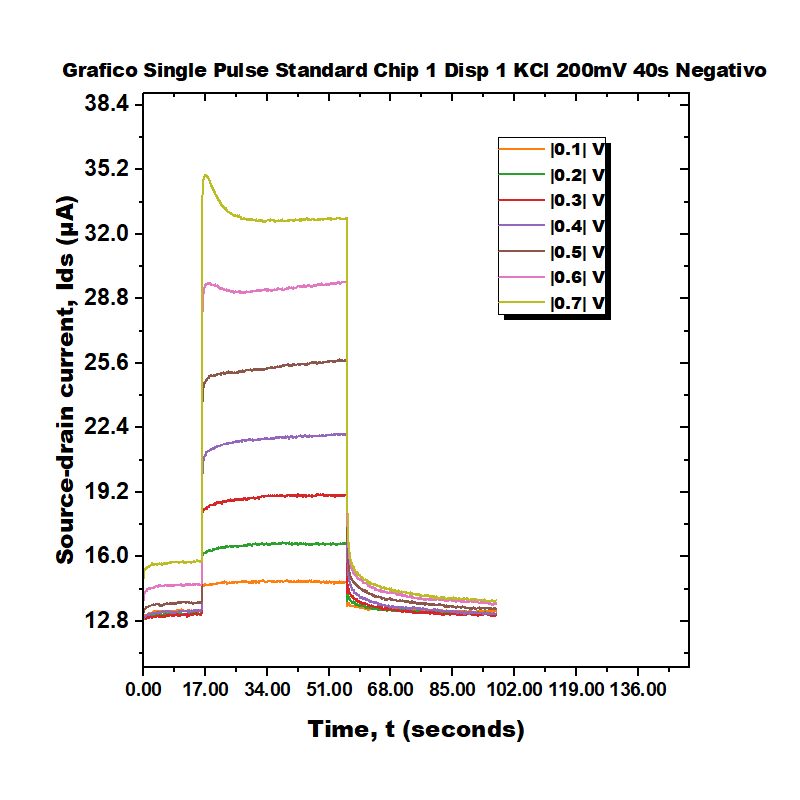 Grafico Single Pulse Standard Chip 1 Disp 1 KCl 200mV 40s Negativo
38.4
35.2
32.0
28.8
25.6
22.4
19.2
16.0
12.8
Source-drain current, Ids (µA)
|0.1| V
|0.2| V
|0.3| V
|0.4| V
|0.5| V
|0.6| V
|0.7| V
0.00 17.00 34.00 51.00 68.00 85.00 102.00 119.00 136.00
Time, t (seconds)